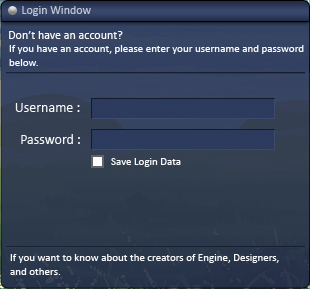 Login Window
Don't have an account?
If you have an account, please enter your username and password
below.
Username :
Password :
Save Login Data
If you want to know about the creators of Engine, Designers,
and others.